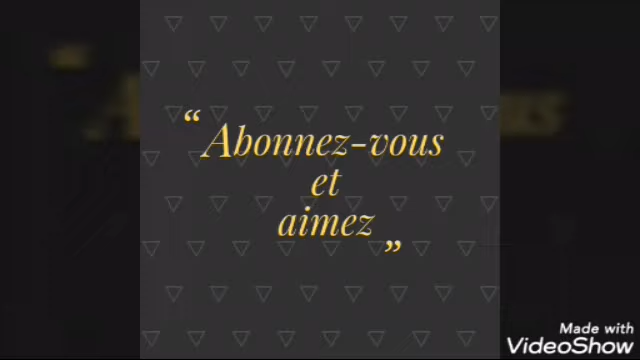 “ Abonnez-vous
et
aimez „
Made with
VideoShow